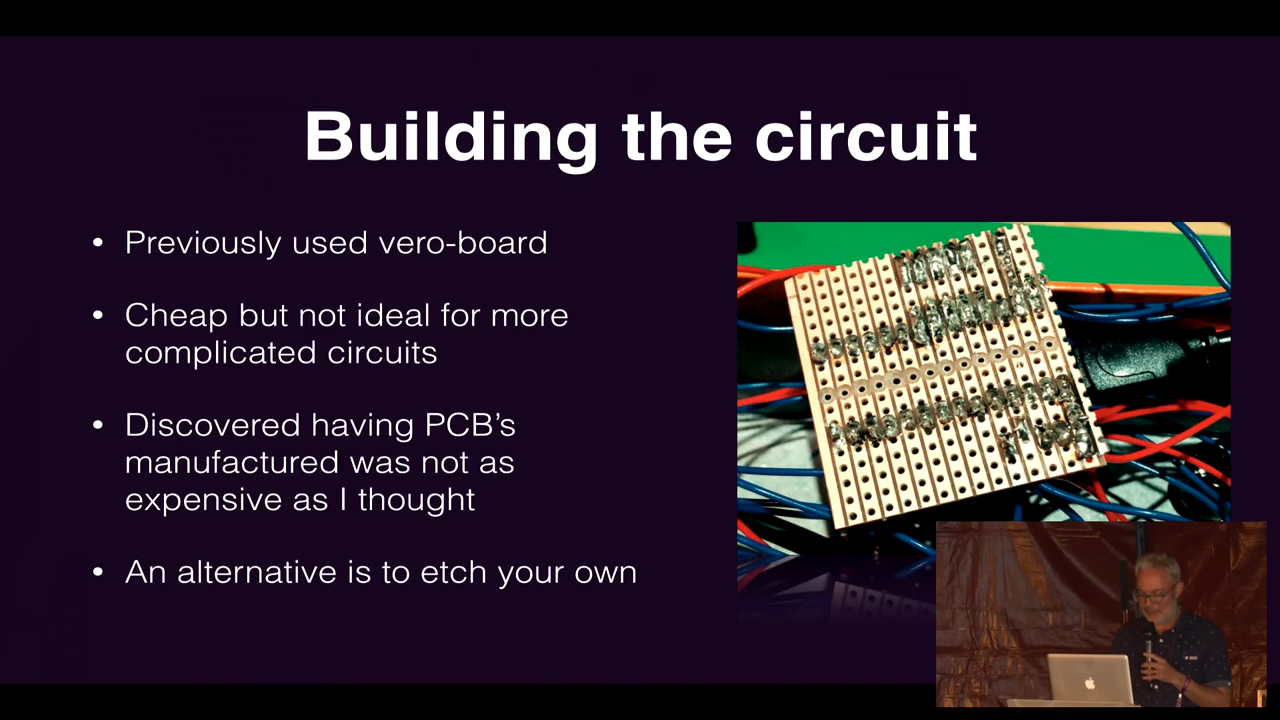 Building the circuit
• Previously used vero-board
• Cheap but not ideal for more
complicated circuits
• Discovered having PCB’s
manufactured was not as
expensive as I thought
• An alternative is to etch your own